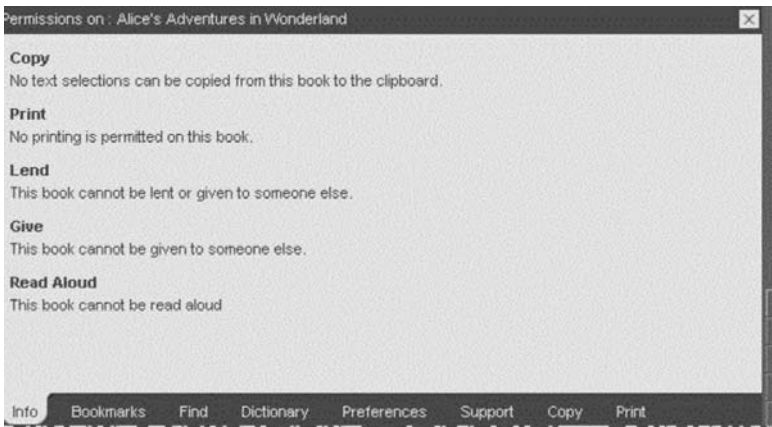 Permissions on : Alice's Adventures in Wonderland
Copy
No text selections can be copied from this book to the clipboard.
Print
No printing is permitted on this book.
Lend
This book cannot be lent or given to someone else.
Give
This book cannot be given to someone else.
Read Aloud
This book cannot be read aloud
Info Bookmarks Find Dictionary Preferences Support Copy Print